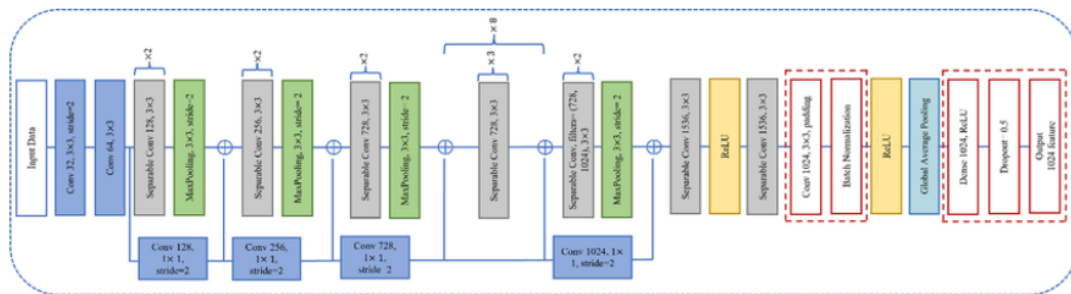 ×8
×2
×2
×2
×3
×2
Input Data
Conv 32, 3×3, stride=2
Conv 64, 3×3
Separable Conv 128, 3×3
MaxPooling, 3×3, stride=2
Separable Conv 256, 3×3
MaxPooling, 3×3, stride= 2
Separable Conv 728, 3×3
MaxPooling, 3×3, stride= 2
Separable Conv 728, 3×3
Separable Conv, filters= (728,
1024), 3×3
MaxPooling, 3×3, stride= 2
Separable Conv 1536, 3×3
ReLU
Separable Conv 1536, 3×3
Conv 1024, 3×3, padding
Batch Normalization
ReLU
Global Average Pooling
Dense 1024, ReLU
Dropout= 0.5
Output
1024 feature
Conv 128,
1× 1,
stride=2
Conv 256,
1× 1,
stride=2
Conv 728,
1× 1,
stride 2
Conv 1024, 1×
1, stride=2